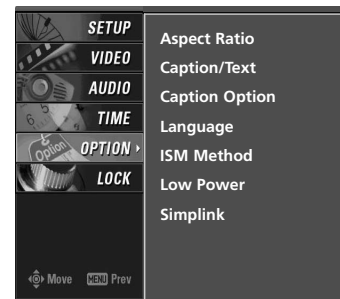 SETUP
VIDEO
AUDIO
TIME
OPTION
LOCK
Move MENU Prev
Aspect Ratio
Caption/Text
Caption Option
Language
ISM Method
Low Power
Simplink